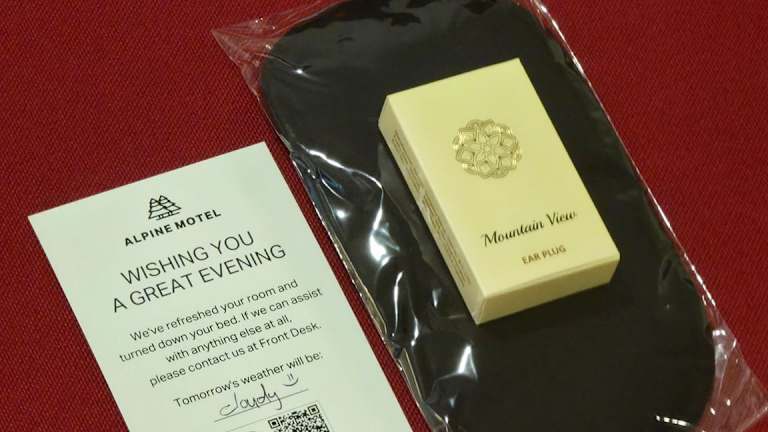 ALPINE MOTEL
WISHING YOU
A GREAT EVENING
We've refreshed your room and
turned down your bed. If we can assist
with anything else at all,
please contact us at Front Desk.
Tomorrow's weather will be:
cloudy
Mountain View
EAR PLUG